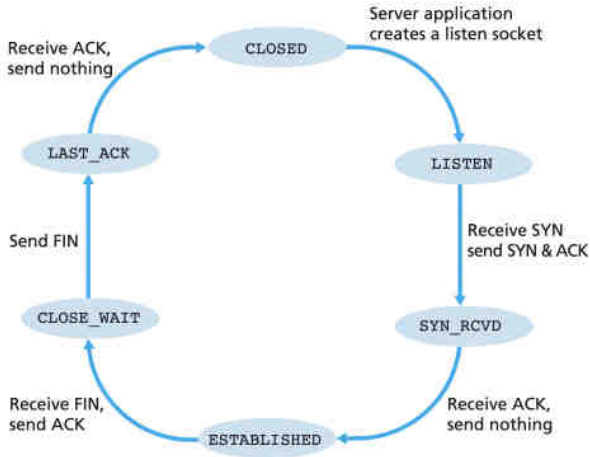 Server application
creates a listen socket
CLOSED
Receive ACK,
send nothing
LAST_ACK
LISTEN
Receive SYN
send SYN & ACK
Send FIN
CLOSE_WAIT
SYN_RCVD
Receive FIN,
send ACK
Receive ACK,
send nothing
ESTABLISHED